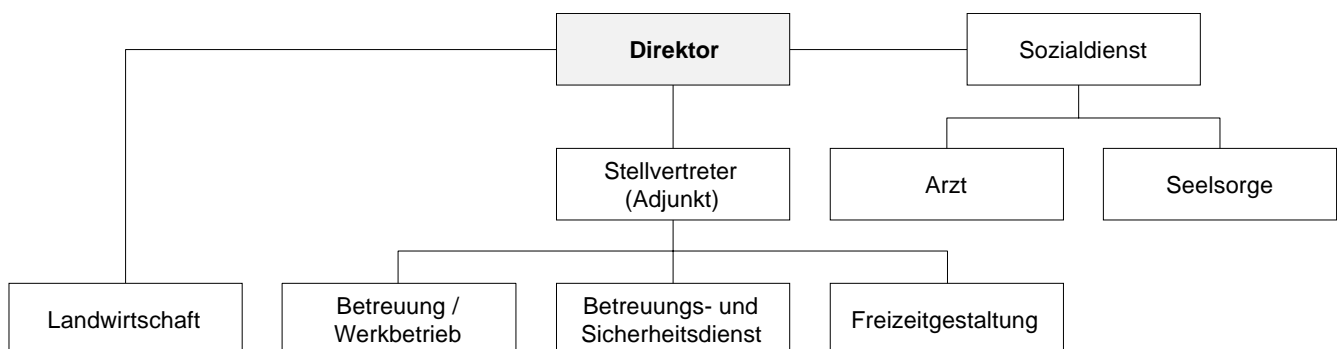 Direktor
Sozialdienst
Stellvertreter
(Adjunkt)
Arzt
Seelsorge
Landwirtschaft
Betreuung /
Werkbetrieb
Betreuungs- und
Sicherheitsdienst
Freizeitgestaltung